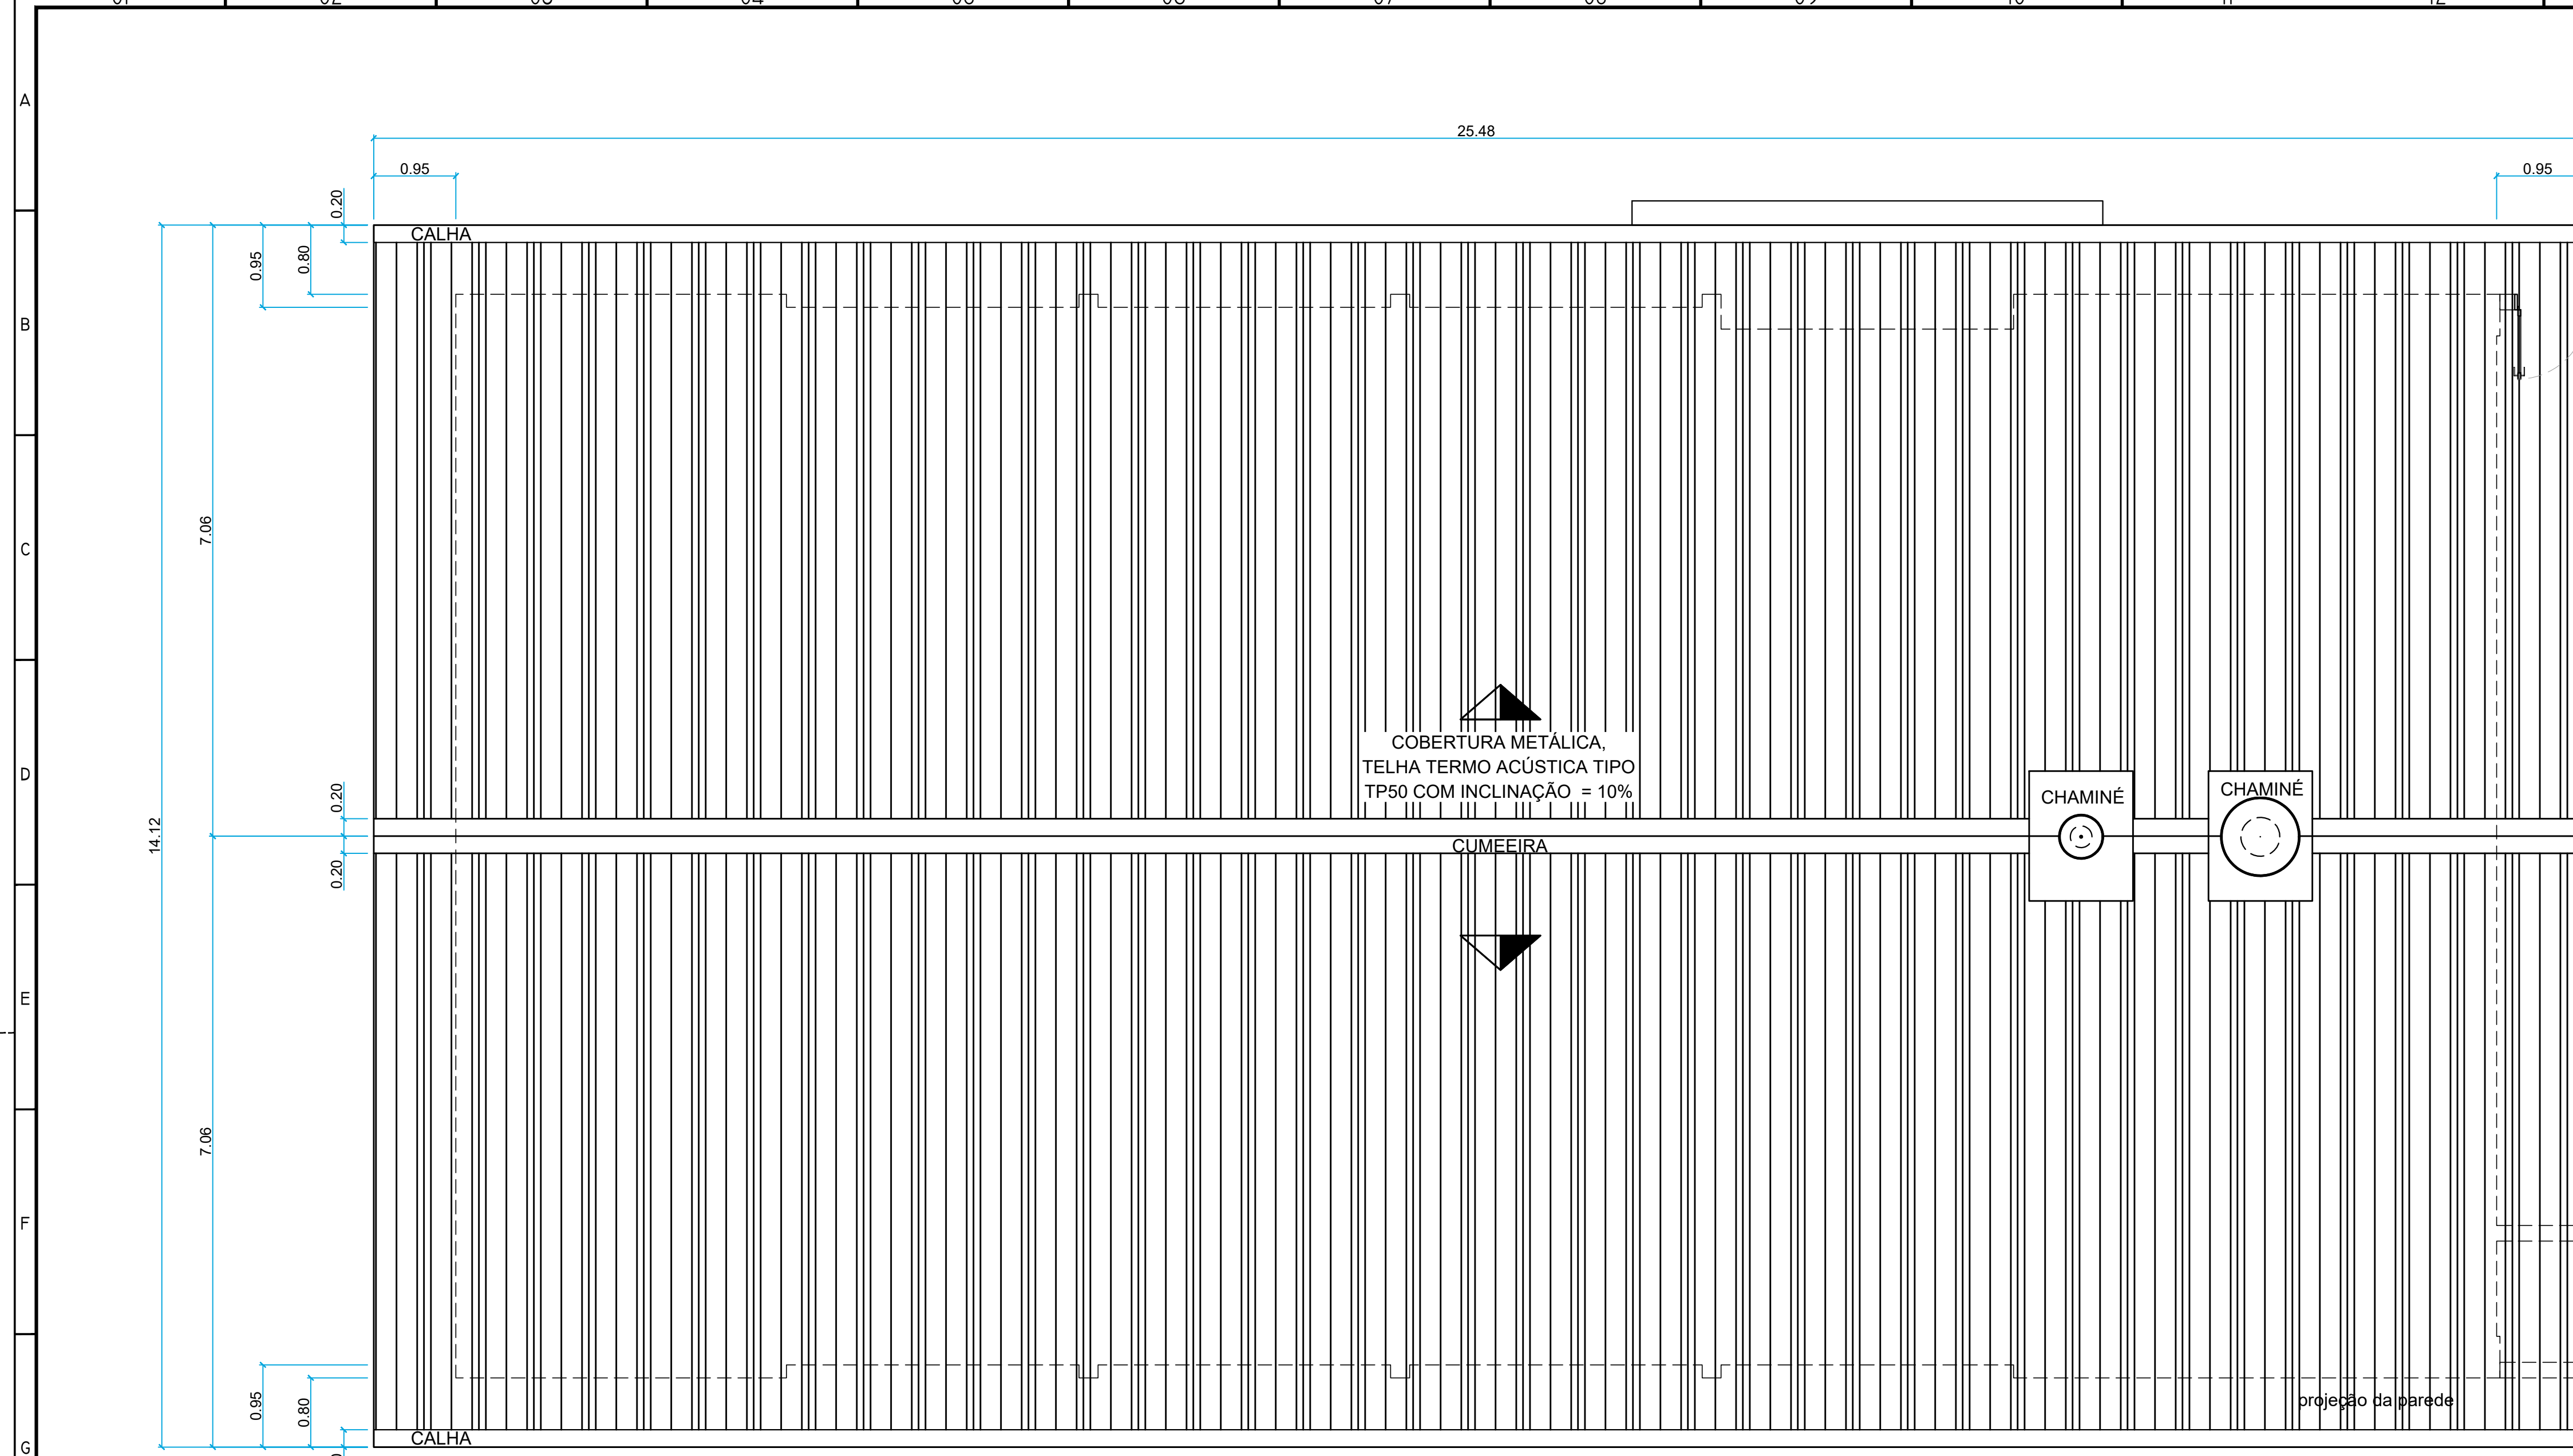 A
25.48
0.95
0.95
0.20
CALHA
0.95
0.80
B
7.06
C
COBERTURA METÁLICA,
TELHA TERMO ACÚSTICA TIPO
TP50 COM INCLINAÇÃO = 10%
D
CHAMINÉ
CHAMINÉ
0.20
14.12
CUMEEIRA
0.20
E
7.06
F
0.95
0.80
projeção da parede
CALHA
G